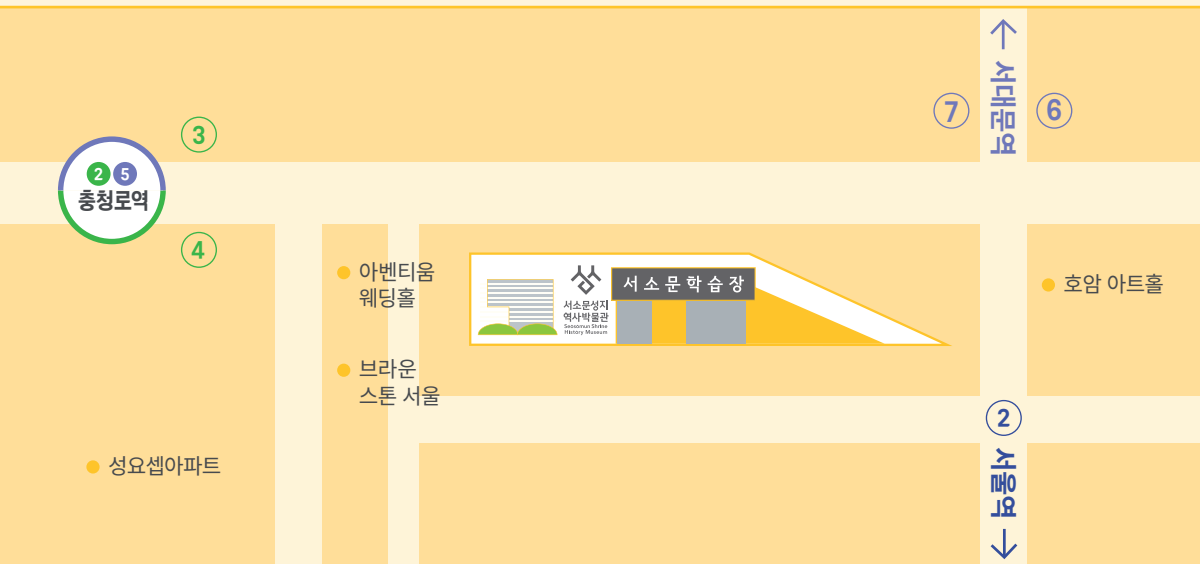 서대문역
7
6
3
2 5
충정로역
4
아벤티움
웨딩홀
서소문성지
역사박물관
Seosomun Shrine
History Museum
서소문학습장
호암 아트홀
브라운
스톤 서울
2
서울역
성요셉아파트